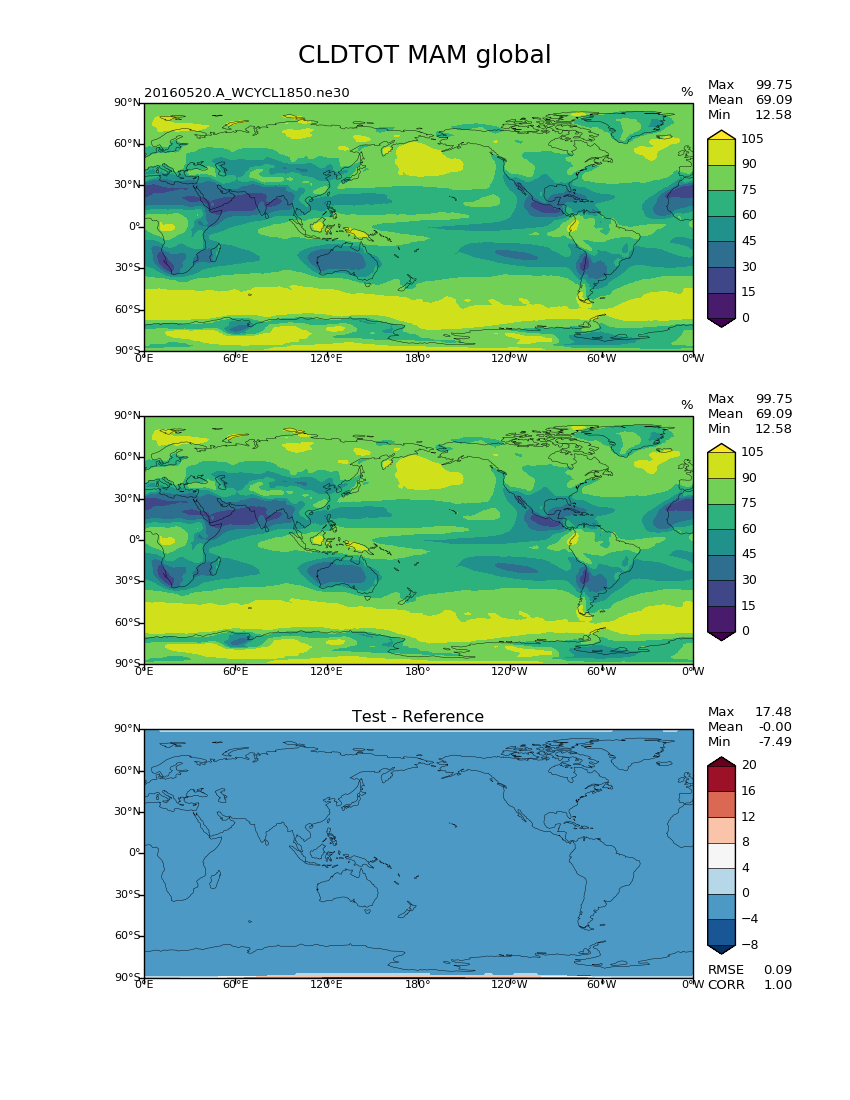 CLDTOT MAM global
20160520.A_WCYCL1850.ne30
%
Max 99.75
Mean 69.09
Min 12.58
90°N
60°N
30°N
0°
30°S
60°S
90°S
0°E 60°E 120°E 180° 120°W 60°W 0°W
105
90
75
60
45
30
15
0
%
Max 99.75
Mean 69.09
Min 12.58
90°N
60°N
30°N
0°
30°S
60°S
90°S
0°E 60°E 120°E 180° 120°W 60°W 0°W
105
90
75
60
45
30
15
0
Test - Reference
Max 17.48
Mean -0.00
Min -7.49
90°N
60°N
30°N
0°
30°S
60°S
90°S
0°E 60°E 120°E 180° 120°W 60°W 0°W
20
16
12
8
4
0
−4
−8
RMSE 0.09
CORR 1.00